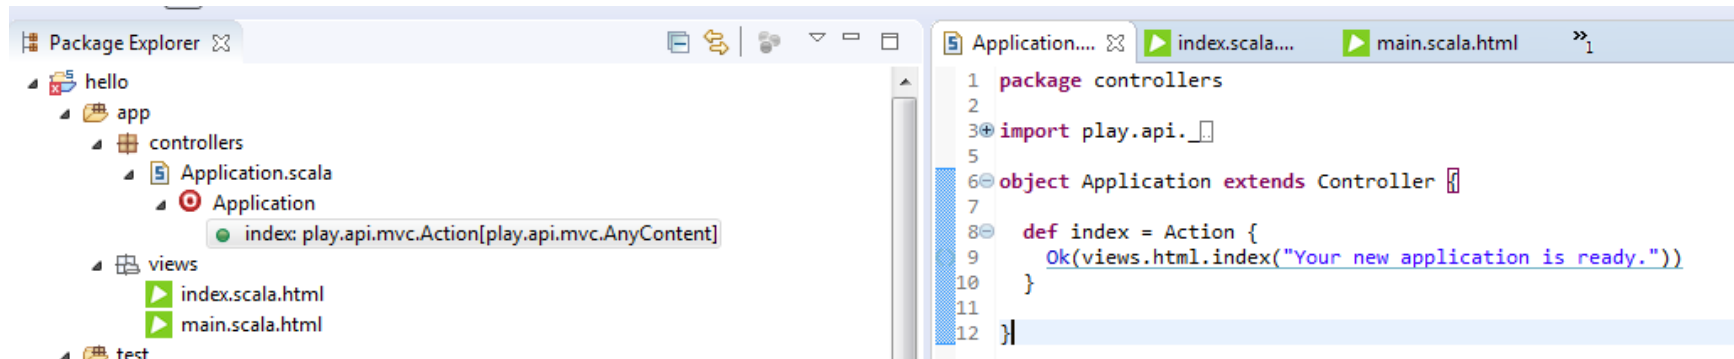 Package Explorer
hello
app
controllers
Application.scala
Application
index: play.api.mvc.Action[play.api.mvc.AnyContent]
views
index.scala.html
main.scala.html
test
Application.... index.scala.... main.scala.html »1
1 package controllers
2
3 import play.api._
5
6 object Application extends Controller {
7
8 def index = Action {
9 Ok(views.html.index("Your new application is ready."))
10 }
11
12 }